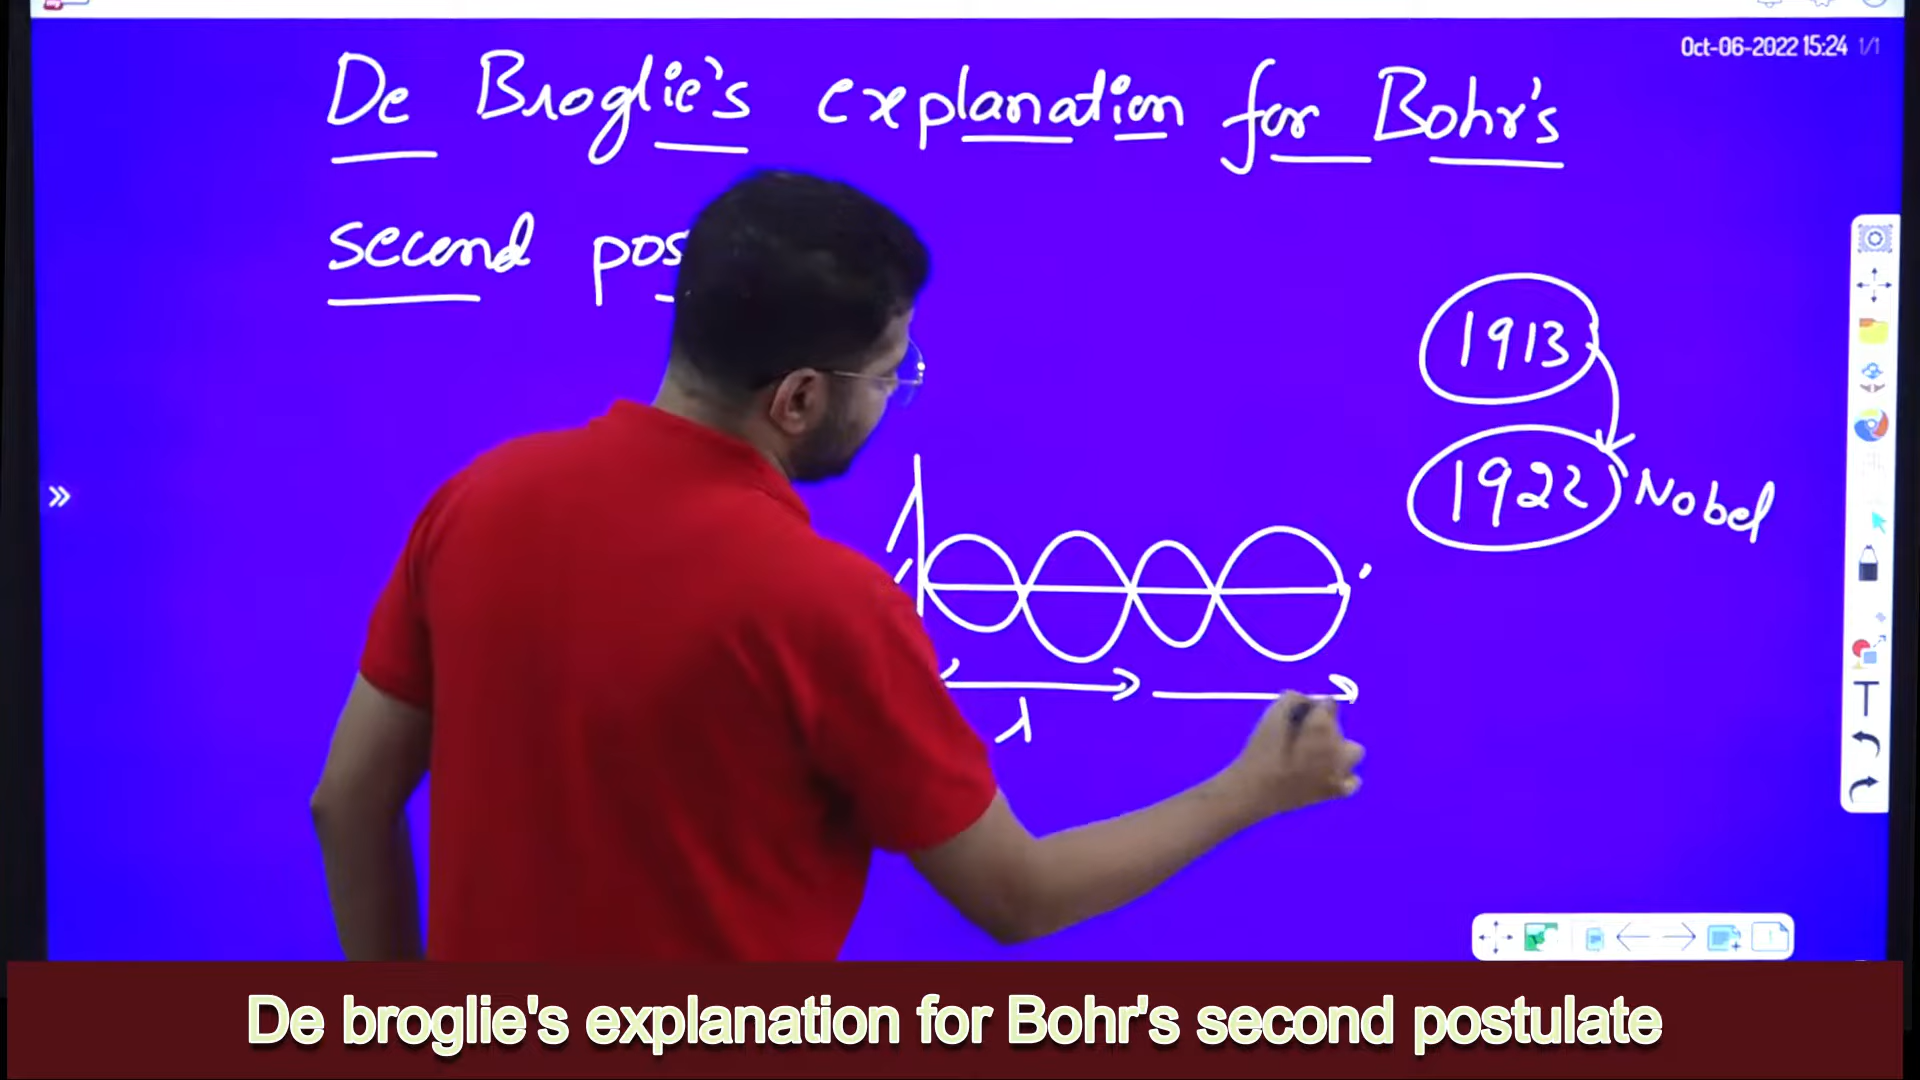 Oct-06-2022 15:24 1/1
De Broglie's explanation for Bohr's
second pos
1913
1922 Nobel
λ
T
De broglie's explanation for Bohr's second postulate